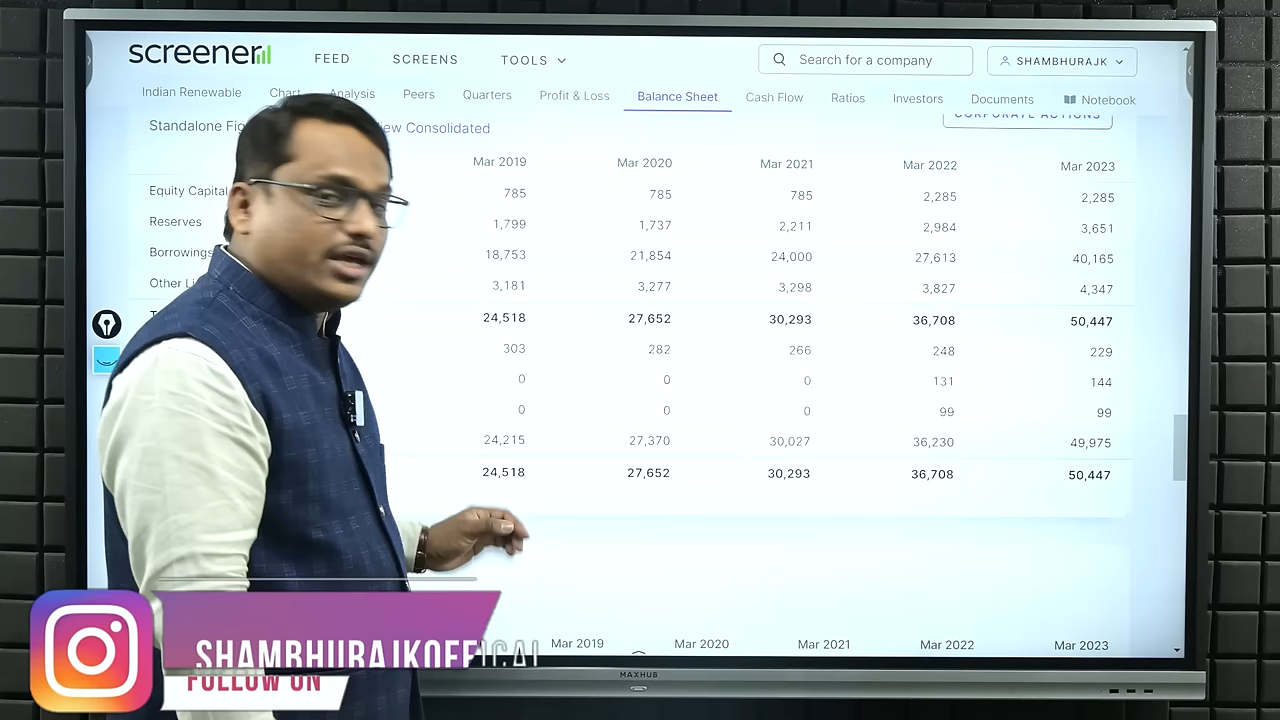 screener
FEED SCREENS TOOLS
Search for a company
SHAMBHURAJK
Indian Renewable Chart Analysis Peers Quarters Profit & Loss Balance Sheet Cash Flow Ratios Investors Documents Notebook
Standalone Consolidated
CORPORATE ACTIONS
Mar 2019 Mar 2020 Mar 2021 Mar 2022 Mar 2023
Equity Capital 785 785 785 2,285 2,285
Reserves 1,799 1,737 2,211 2,984 3,651
Borrowings 18,753 21,854 24,000 27,613 40,165
Other 3,181 3,277 3,298 3,827 4,347
24,518 27,652 30,293 36,708 50,447
303 282 266 248 229
0 0 0 131 144
0 0 0 99 99
24,215 27,370 30,027 36,230 49,975
24,518 27,652 30,293 36,708 50,447
Mar 2019 Mar 2020 Mar 2021 Mar 2022 Mar 2023
MAXHUB
SHAMBHURAJKOFFICAL
FOLLOW ON